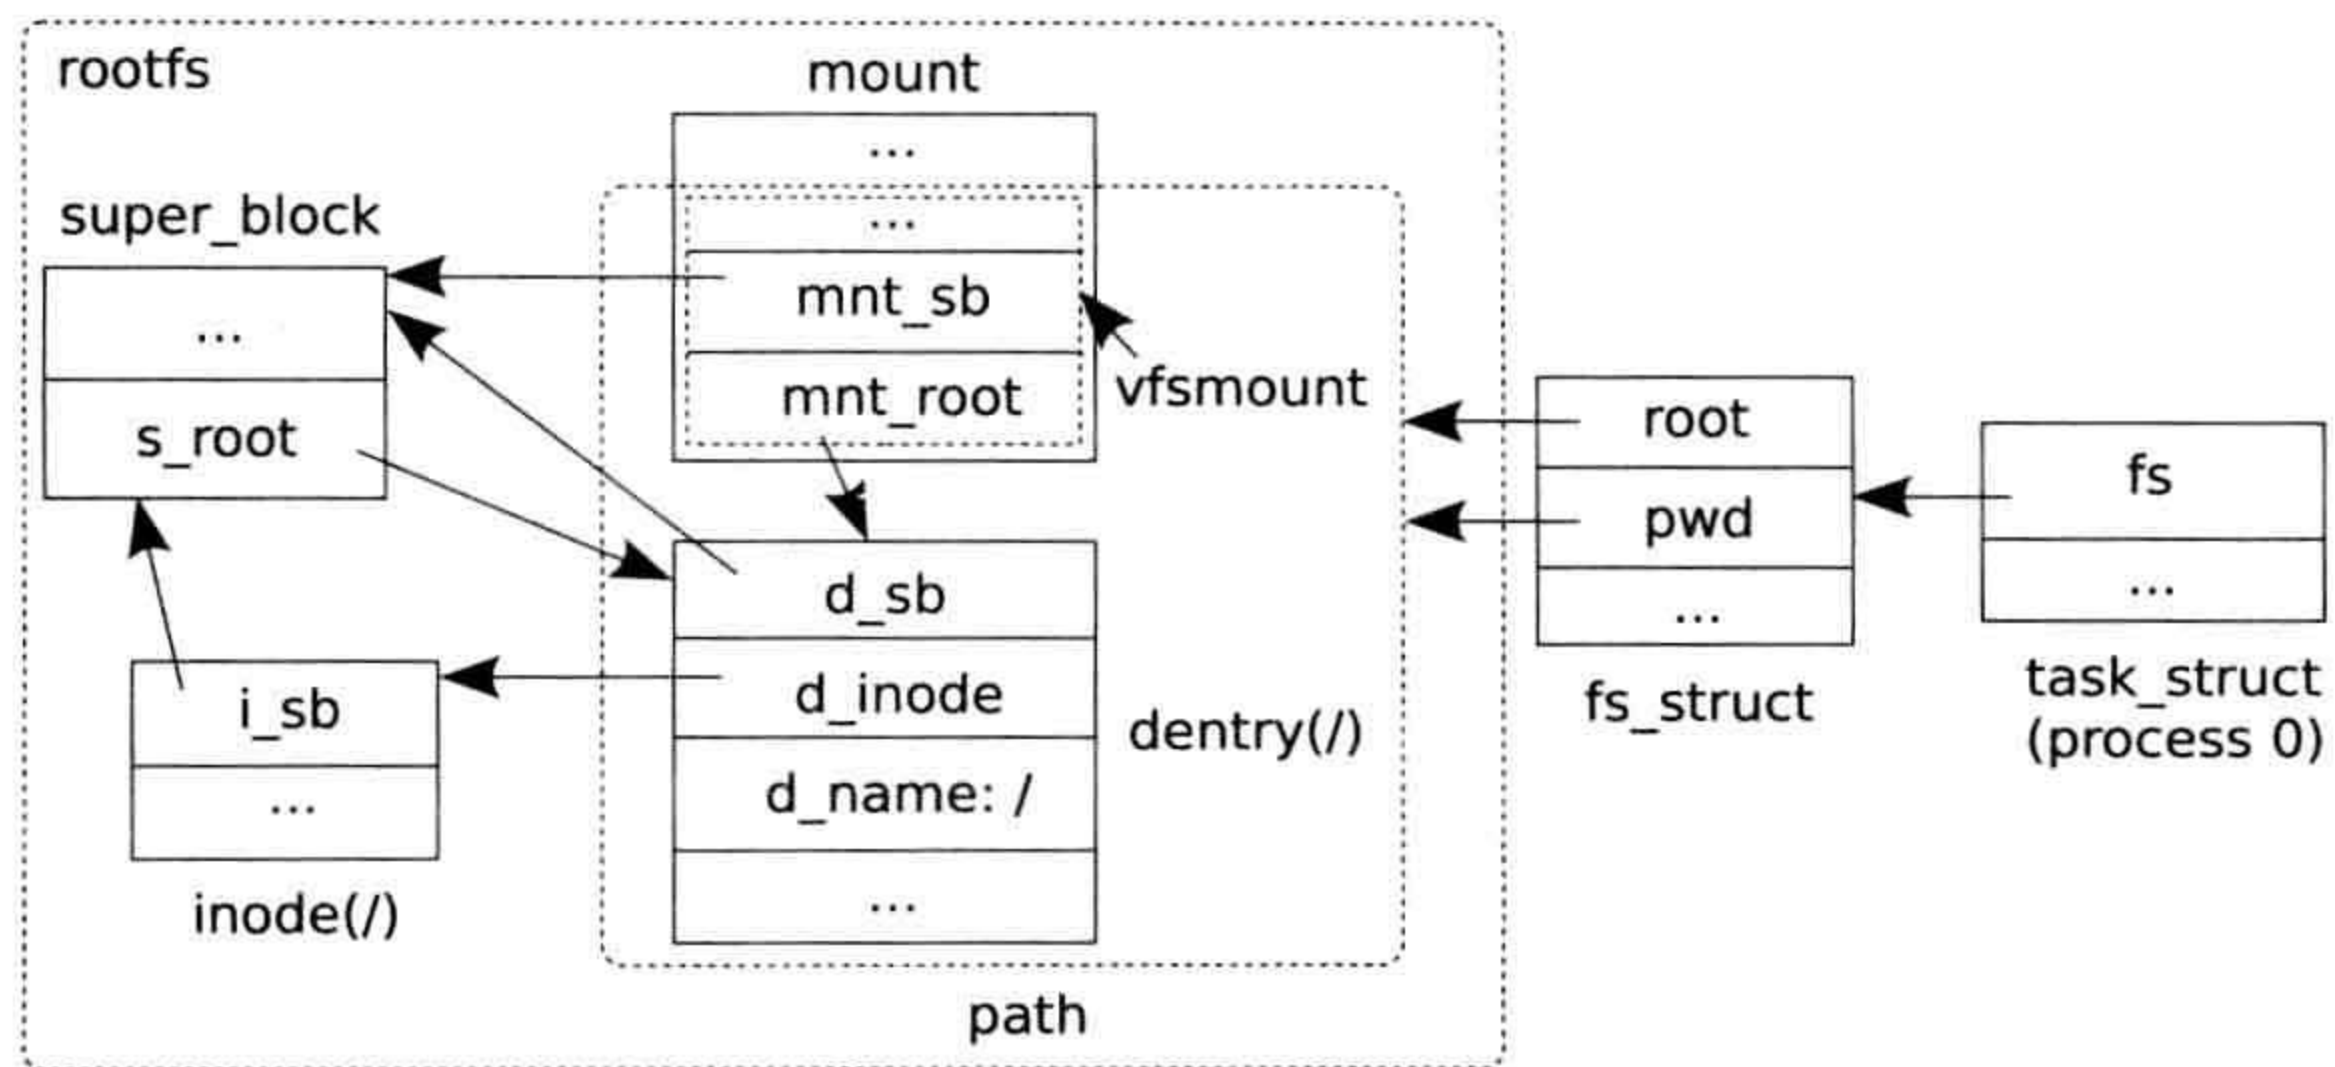 rootfs
mount
...
super_block
...
mnt_sb
...
mnt_root
vfsmount
s_root
root
fs
pwd
...
d_sb
...
task_struct
(process 0)
fs_struct
i_sb
d_inode
dentry(/)
...
d_name: /
inode(/)
...
path